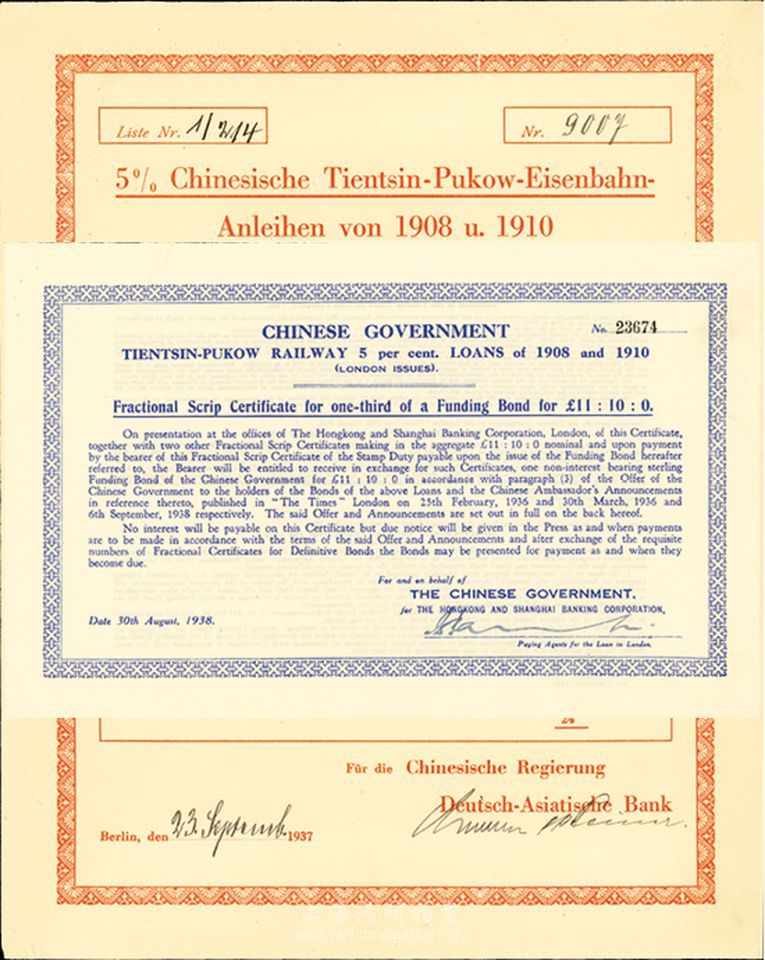 Liste Nr. 1/214
Nr. 9007
5% Chinesische Tientsin-Pukow-Eisenbahn-
Anleihen von 1908 u. 1910
CHINESE GOVERNMENT
No. 23674
TIENTSIN-PUKOW RAILWAY 5 per cent. LOANS of 1908 and 1910
(LONDON ISSUES).
Fractional Scrip Certificate for one-third of a Funding Bond for £11 : 10 : 0.
On presentation at the offices of The Hongkong and Shanghai Banking Corporation, London, of this Certificate,
together with two other Fractional Scrip Certificates making in the aggregate £11 : 10 : 0 nominal and upon payment
by the bearer of this Fractional Scrip Certificate of the Stamp Duty payable upon the issue of the Funding Bond hereafter
referred to, the Bearer will be entitled to receive in exchange for such Certificates, one non-interest bearing sterling
Funding Bond of the Chinese Government for £11 : 10 : 0 in accordance with paragraph (3) of the Offer of the
Chinese Government to the holders of the Bonds of the above Loans and the Chinese Ambassador's Announcements
in reference thereto, published in "The Times" London on 25th February, 1936 and 30th March, 1936 and
6th September, 1938 respectively. The said Offer and Announcements are set out in full on the back hereof.
No interest will be payable on this Certificate but due notice will be given in the Press as and when payments
are to be made in accordance with the terms of the said Offer and Announcements and after exchange of the requisite
numbers of Fractional Certificates for Definitive Bonds the Bonds may be presented for payment as and when they
become due.
For and on behalf of
THE CHINESE GOVERNMENT,
for THE HONGKONG AND SHANGHAI BANKING CORPORATION,
Date 30th August, 1938.
Paying Agents for the Loan in London.
Für die Chinesische Regierung
Deutsch-Asiatische Bank
Berlin, den 23. Septemb. 1937
上海陽明拍賣
www.yangmingauction.com